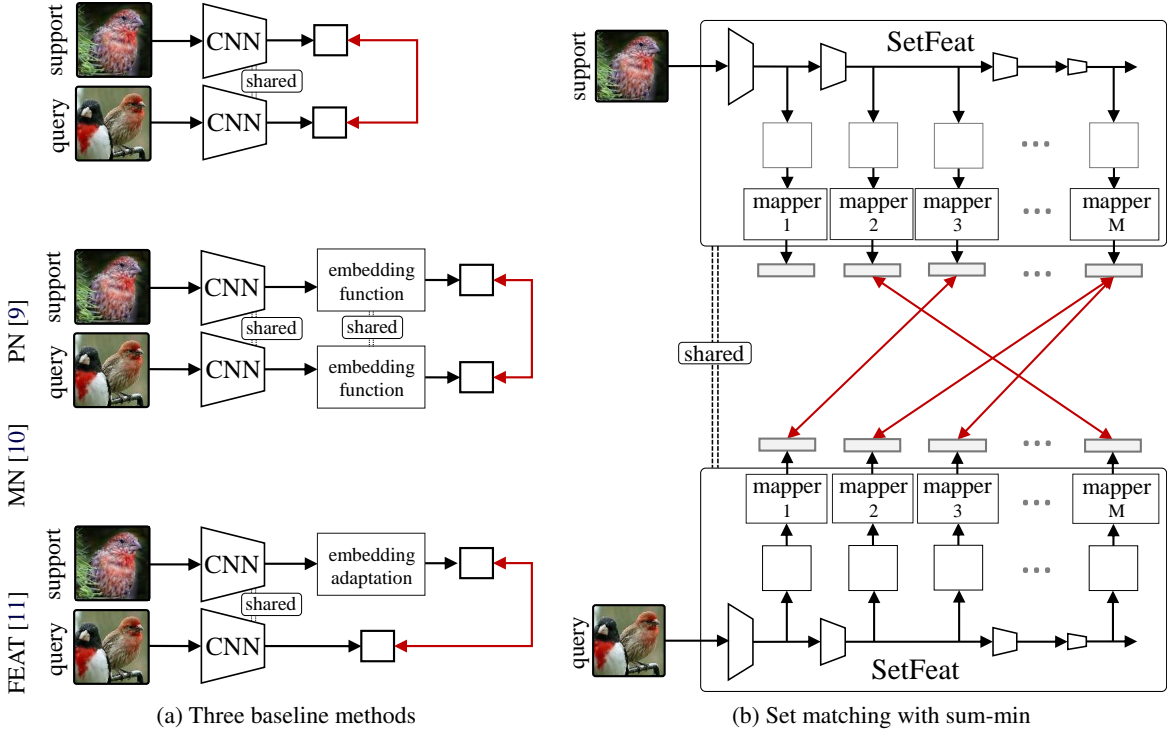 support
CNN
shared
query
CNN
PN [9]
support
CNN
embedding
function
shared
shared
query
CNN
embedding
function
MN [10]
support
CNN
embedding
adaptation
shared
query
CNN
FEAT [11]
(a) Three baseline methods
support
SetFeat
mapper
1
mapper
2
mapper
3
mapper
M
shared
mapper
1
mapper
2
mapper
3
mapper
M
query
SetFeat
(b) Set matching with sum-min